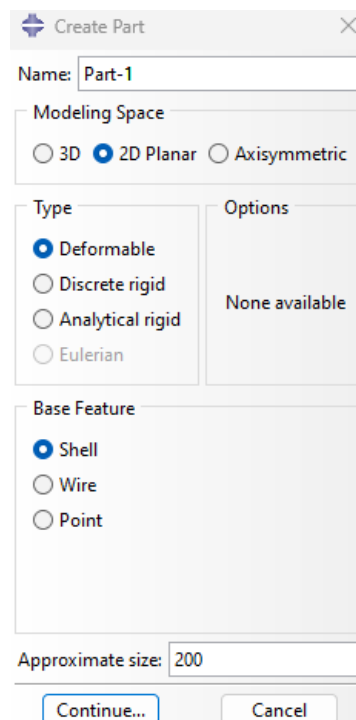 Create Part
Name: Part-1
Modeling Space
3D 2D Planar Axisymmetric
Type
Options
Deformable
Discrete rigid
Analytical rigid
Eulerian
None available
Base Feature
Shell
Wire
Point
Approximate size: 200
Continue... Cancel